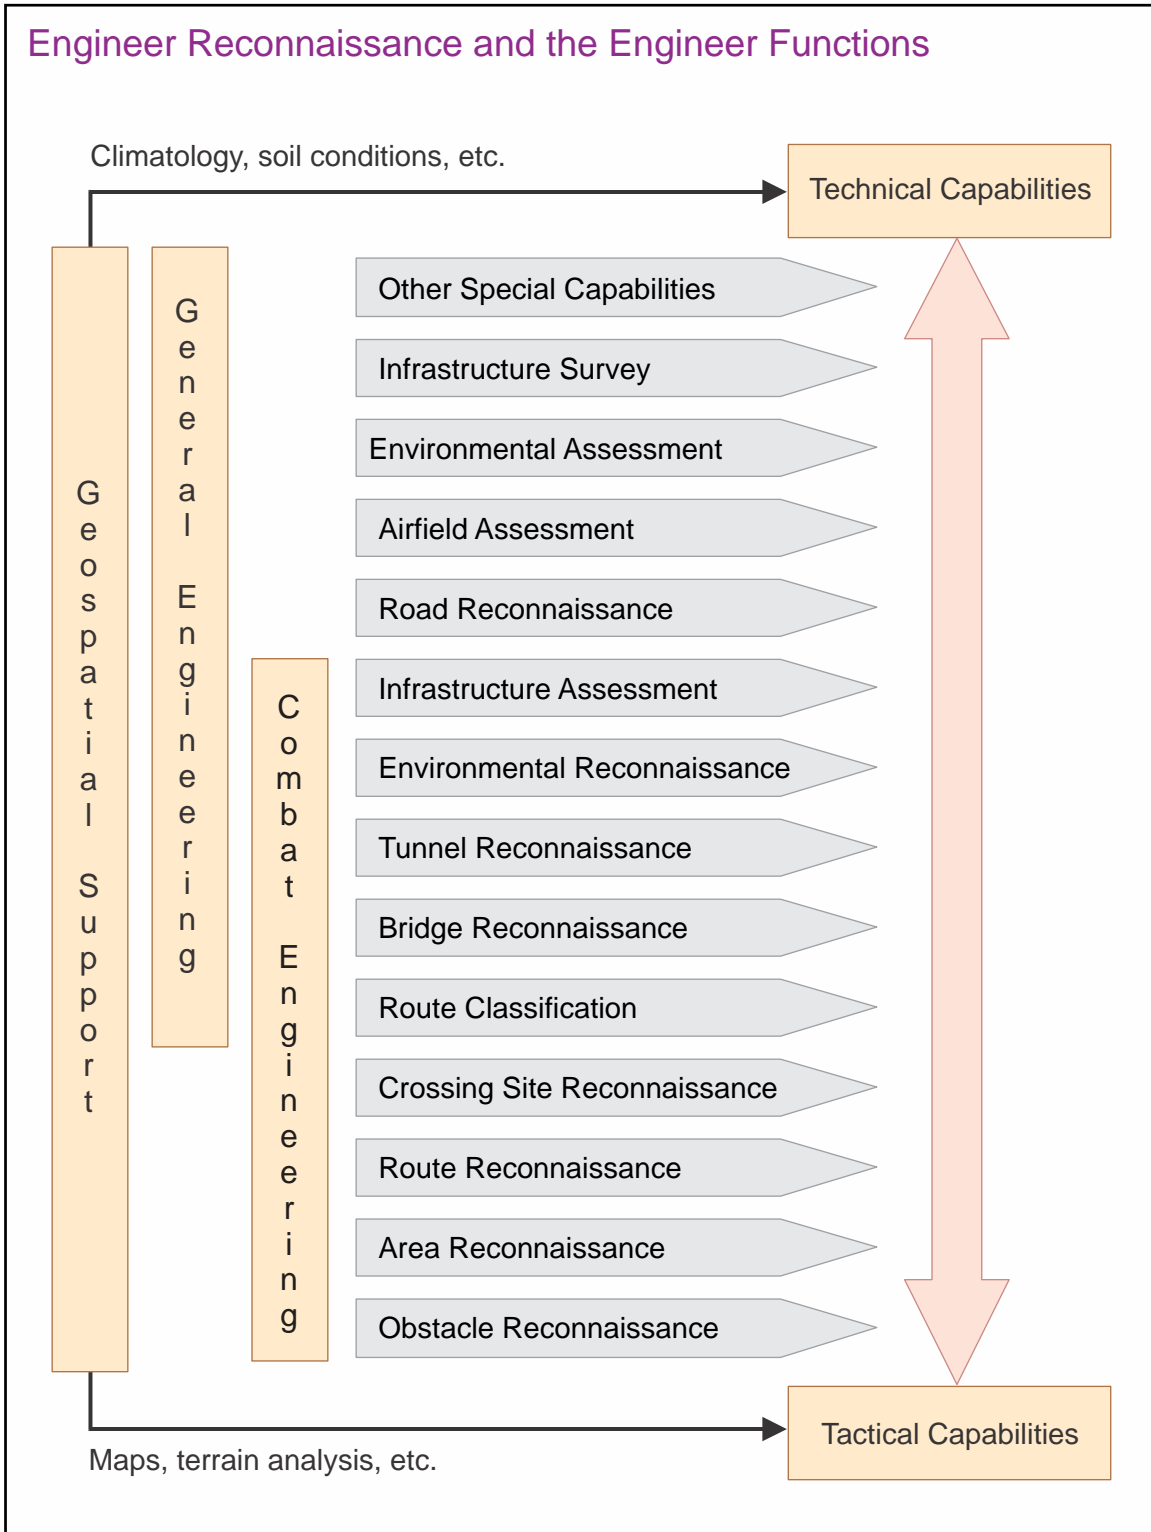 Engineer Reconnaissance and the Engineer Functions
Climatology, soil conditions, etc.
Technical Capabilities
Geospatial Support
General Engineering
Combat Engineering
Other Special Capabilities
Infrastructure Survey
Environmental Assessment
Airfield Assessment
Road Reconnaissance
Infrastructure Assessment
Environmental Reconnaissance
Tunnel Reconnaissance
Bridge Reconnaissance
Route Classification
Crossing Site Reconnaissance
Route Reconnaissance
Area Reconnaissance
Obstacle Reconnaissance
Tactical Capabilities
Maps, terrain analysis, etc.